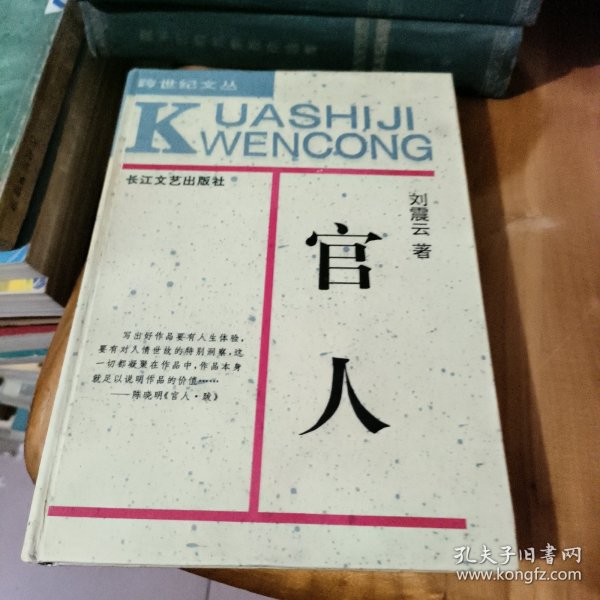 跨世纪文丛
KUASHIJI
WENCONG
长江文艺出版社
刘震云 著
官人
写出好作品要有人生体验，
要有对人情世故的特别洞察，这
一切都凝聚在作品中，作品本身
就足以说明作品的价值……
——陈晓明《官人·跋》
孔夫子旧书网
www.kongfz.com